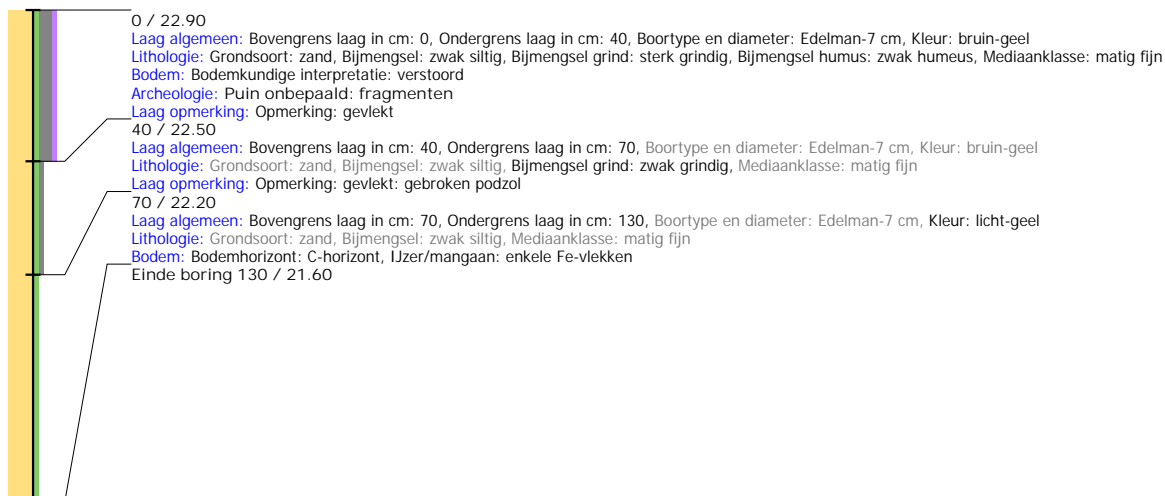 0 / 22.90
Laag algemeen: Bovengrens laag in cm: 0, Ondergrens laag in cm: 40, Boortype en diameter: Edelman-7 cm, Kleur: bruin-geel
Lithologie: Grondsoort: zand, Bijmengsel: zwak siltig, Bijmengsel grind: sterk grindig, Bijmengsel humus: zwak humeus, Mediaanklasse: matig fijn
Bodem: Bodemkundige interpretatie: verstoord
Archeologie: Puin onbepaald: fragmenten
Laag opmerking: Opmerking: gevlekt
40 / 22.50
Laag algemeen: Bovengrens laag in cm: 40, Ondergrens laag in cm: 70, Boortype en diameter: Edelman-7 cm, Kleur: bruin-geel
Lithologie: Grondsoort: zand, Bijmengsel: zwak siltig, Bijmengsel grind: zwak grindig, Mediaanklasse: matig fijn
Laag opmerking: Opmerking: gevlekt: gebroken podzol
70 / 22.20
Laag algemeen: Bovengrens laag in cm: 70, Ondergrens laag in cm: 130, Boortype en diameter: Edelman-7 cm, Kleur: licht-geel
Lithologie: Grondsoort: zand, Bijmengsel: zwak siltig, Mediaanklasse: matig fijn
Bodem: Bodemhorizont: C-horizont, IJzer/mangaan: enkele Fe-vlekken
Einde boring 130 / 21.60